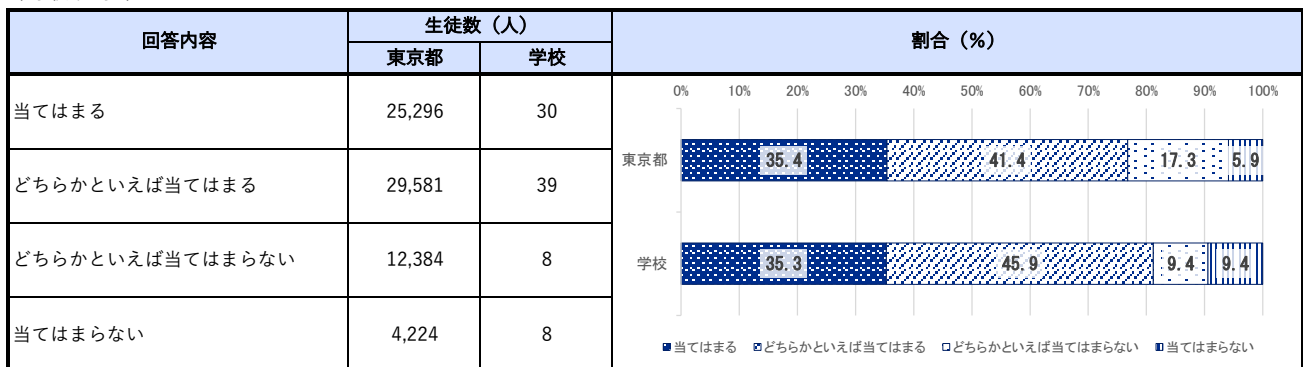 回答内容 生徒数（人） 割合（%）
東京都 学校
当てはまる 25,296 30
どちらかといえば当てはまる 29,581 39
どちらかといえば当てはまらない 12,384 8
当てはまらない 4,224 8
0% 10% 20% 30% 40% 50% 60% 70% 80% 90% 100%
東京都 35.4 41.4 17.3 5.9
学校 35.3 45.9 9.4 9.4
当てはまる どちらかといえば当てはまる どちらかといえば当てはまらない 当てはまらない